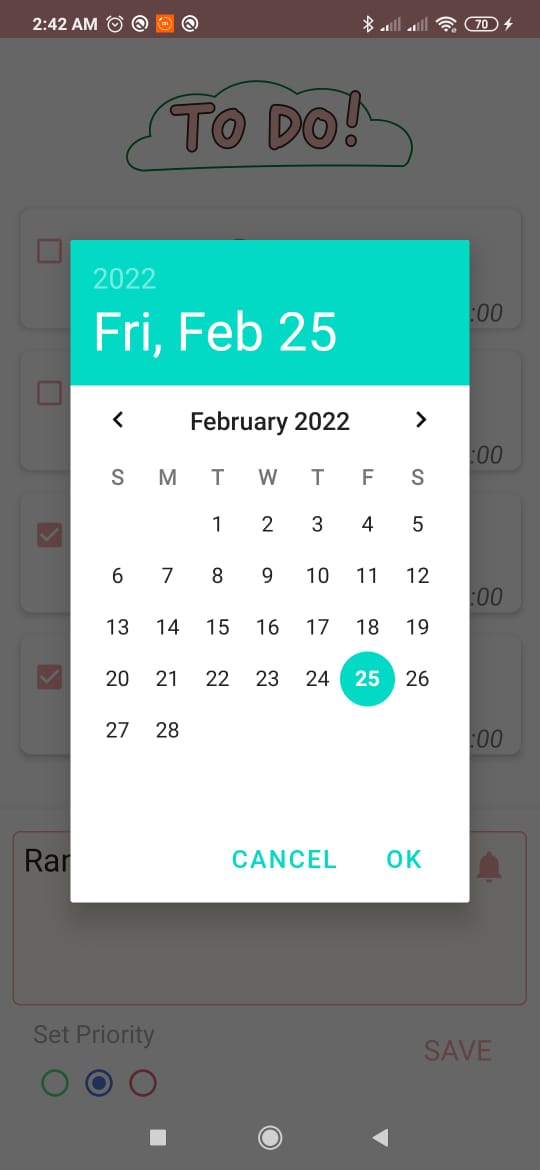 2:42 AM 70
TO DO!
:00
:00
:00
:00
2022
Fri, Feb 25
February 2022
S M T W T F S
1 2 3 4 5
6 7 8 9 10 11 12
13 14 15 16 17 18 19
20 21 22 23 24 25 26
27 28
CANCEL OK
Ran
Set Priority
SAVE